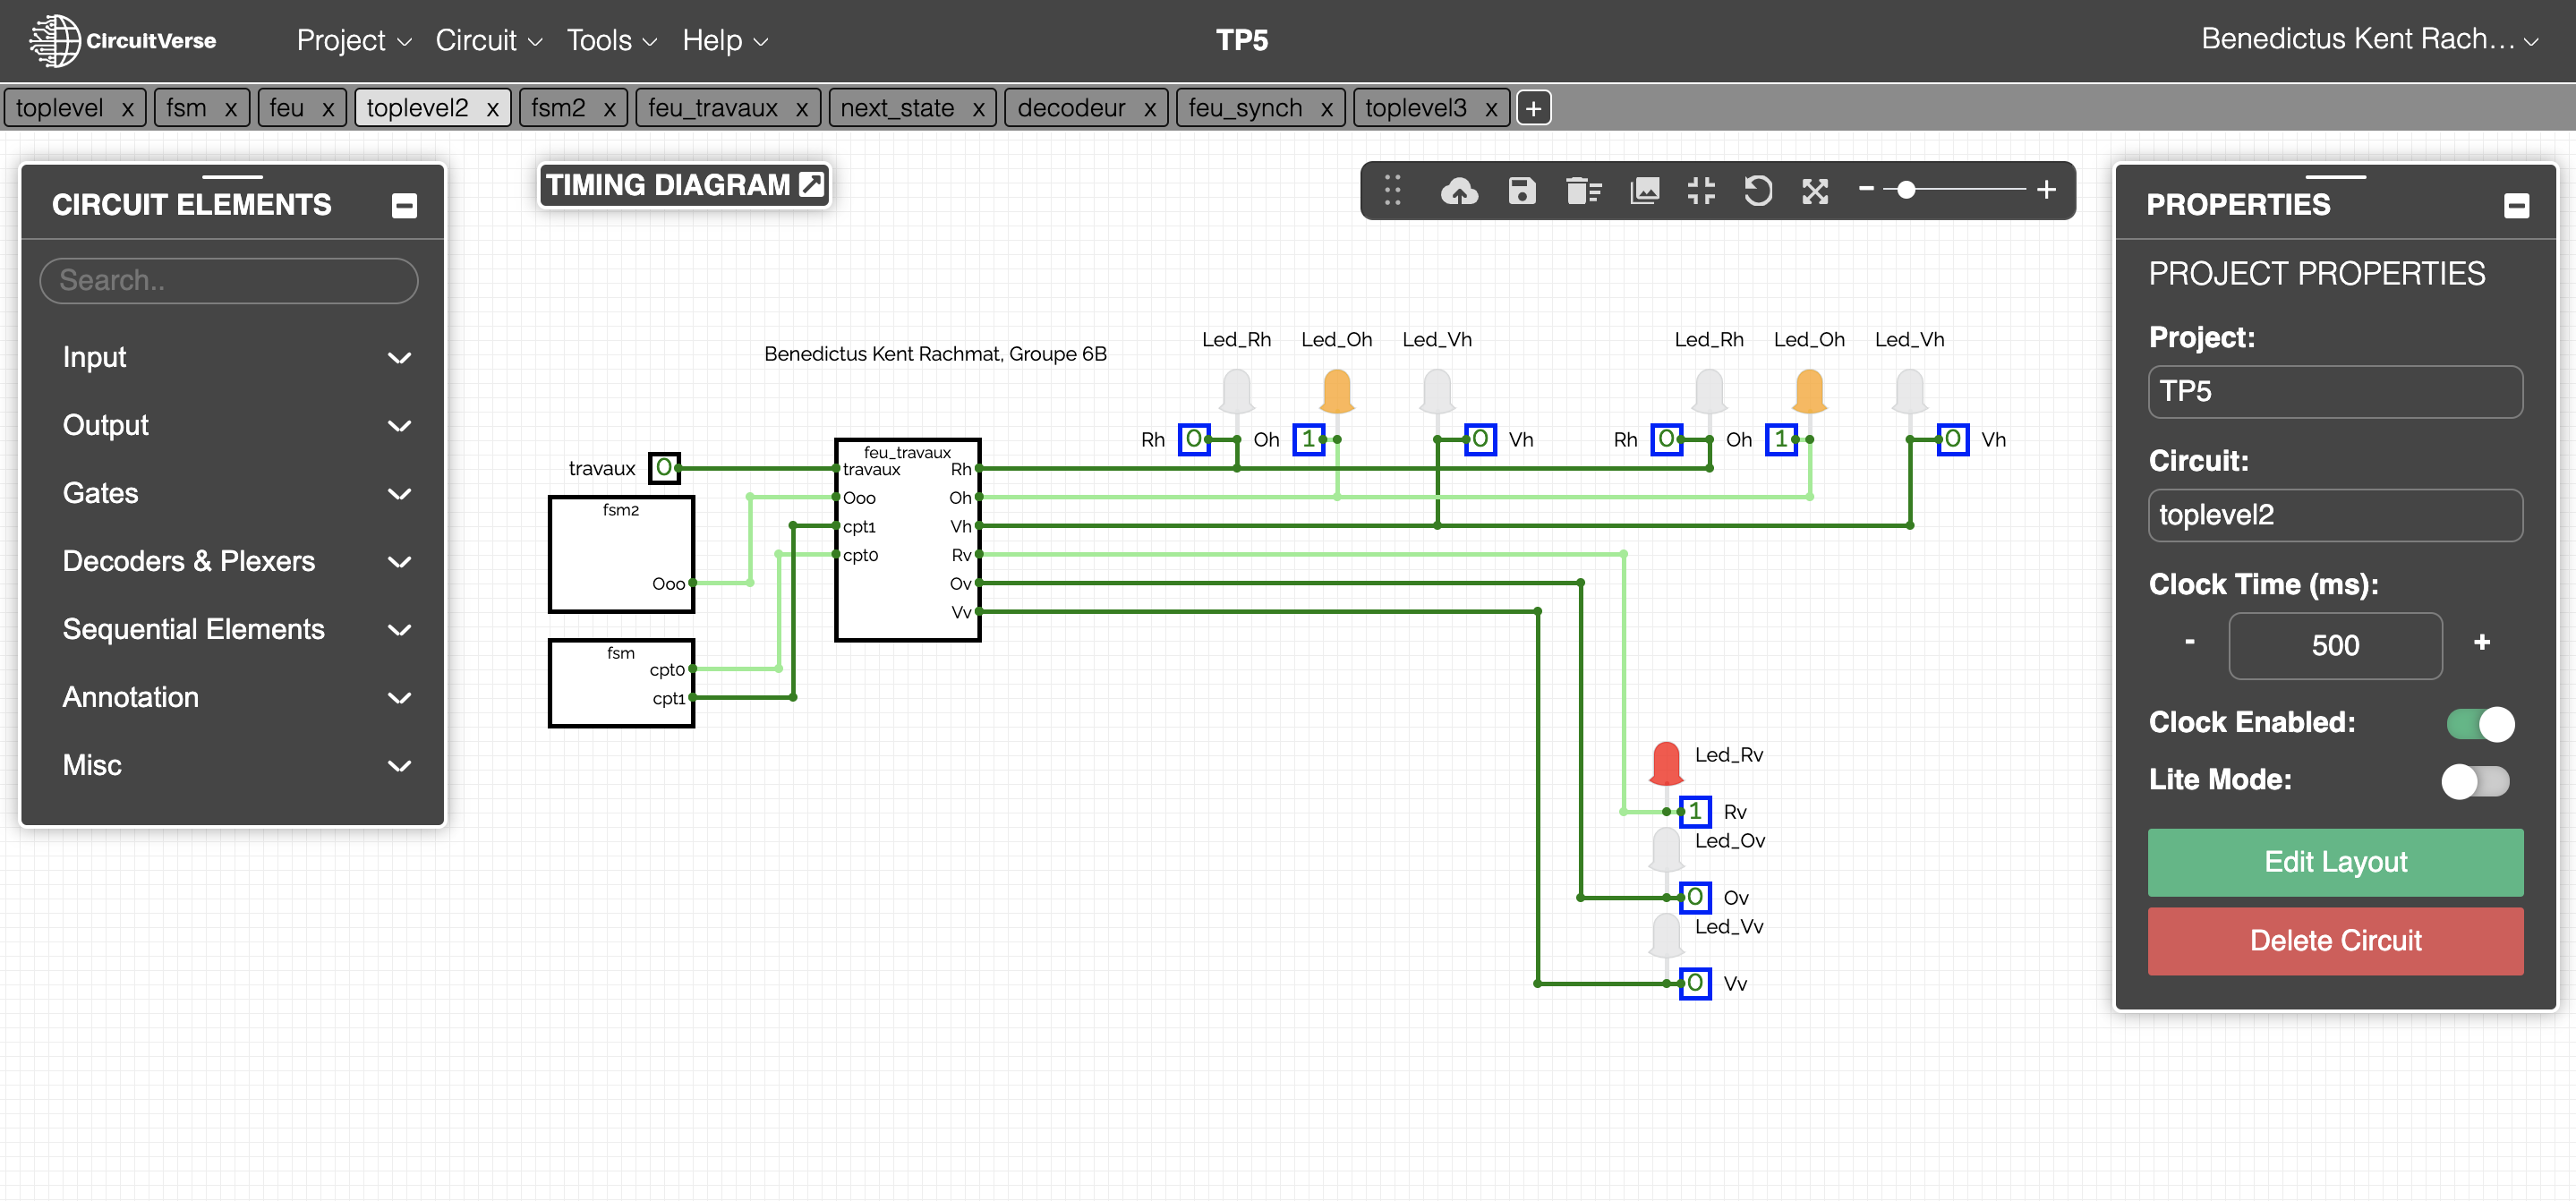 CircuitVerse
Project Circuit Tools Help
TP5
Benedictus Kent Rach...
toplevel x fsm x feu x toplevel2 x fsm2 x feu_travaux x next_state x decodeur x feu_synch x toplevel3 x +
CIRCUIT ELEMENTS
Search..
Input
Output
Gates
Decoders & Plexers
Sequential Elements
Annotation
Misc
TIMING DIAGRAM
Benedictus Kent Rachmat, Groupe 6B
Led_Rh Led_Oh Led_Vh Led_Rh Led_Oh Led_Vh
Rh 0 Oh 1 0 Vh Rh 0 Oh 1 0 Vh
travaux 0
feu_travaux
travaux Rh
Ooo Oh
cpt1 Vh
cpt0 Rv
Ov
Vv
fsm2
Ooo
fsm
cpt0
cpt1
Led_Rv
1 Rv
Led_Ov
0 Ov
Led_Vv
0 Vv
PROPERTIES
PROJECT PROPERTIES
Project:
TP5
Circuit:
toplevel2
Clock Time (ms):
- 500 +
Clock Enabled:
Lite Mode:
Edit Layout
Delete Circuit